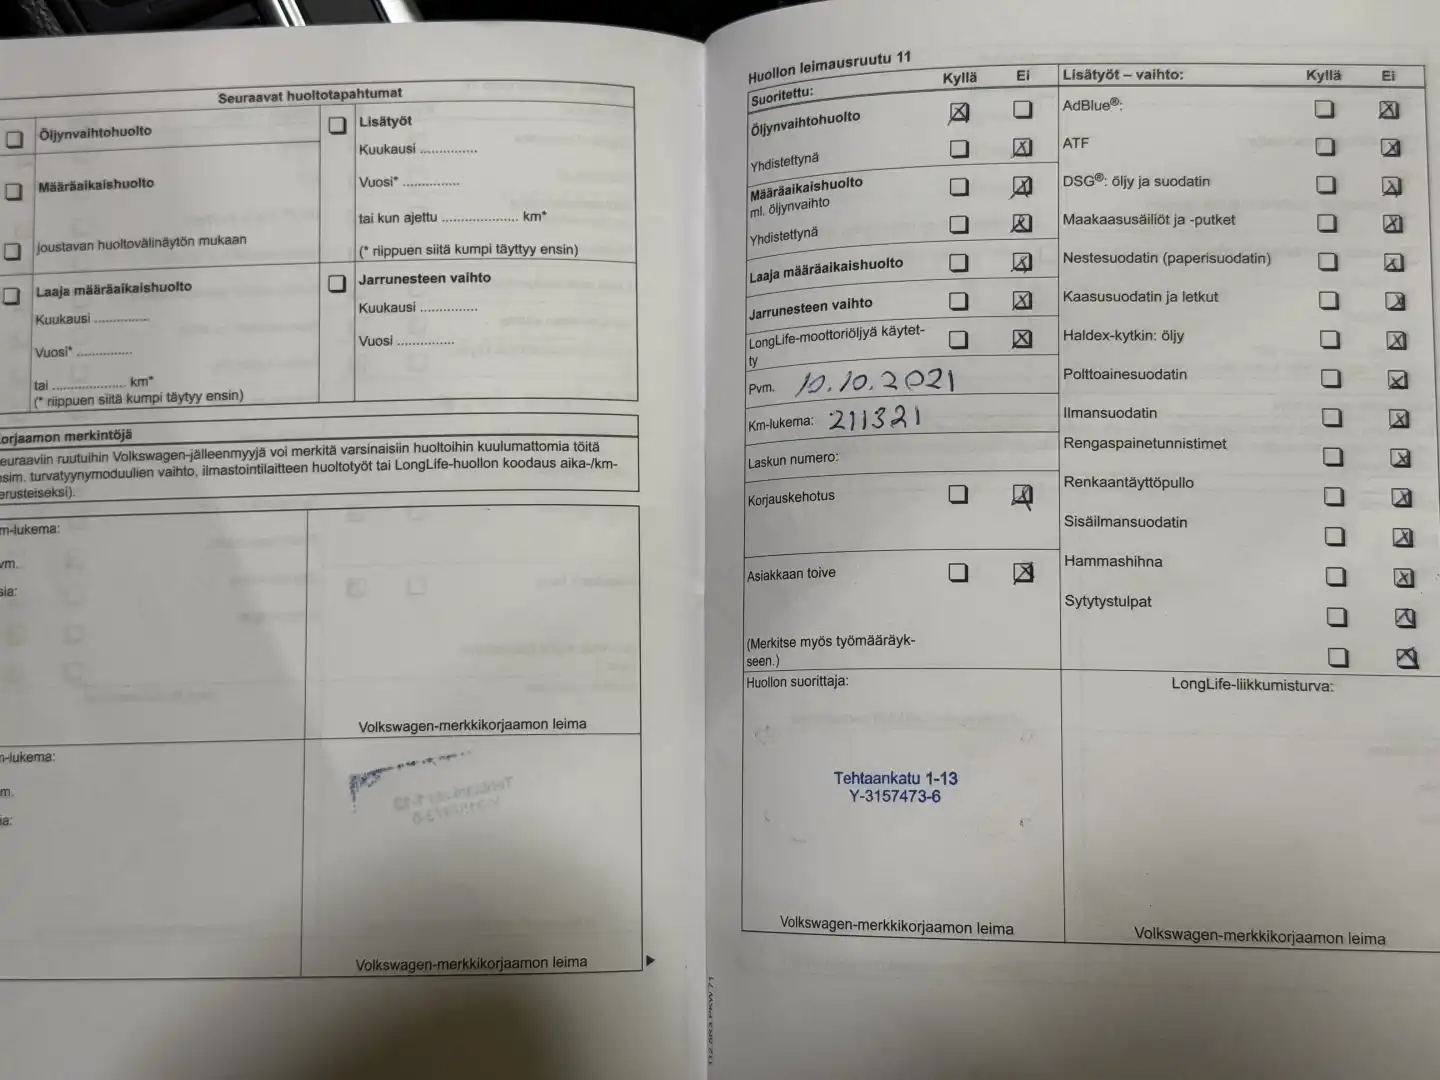 Seuraavat huoltotapahtumat
Öljynvaihtohuolto
Määräaikaishuolto
joustavan huoltovälinäytön mukaan
Laaja määräaikaishuolto
Kuukausi ...............
Vuosi* ...............
tai .................... km*
(* riippuen siitä kumpi täytyy ensin)
Lisätyöt
Kuukausi ...............
Vuosi* ...............
tai kun ajettu .................... km*
(* riippuen siitä kumpi täyttyy ensin)
Jarrunesteen vaihto
Kuukausi ...............
Vuosi ...............
orjaamon merkintöjä
euraaviin ruutuihin Volkswagen-jälleenmyyjä voi merkitä varsinaisiin huoltoihin kuulumattomia töitä
esim. turvatyynymoduulien vaihto, ilmastointilaitteen huoltotyöt tai LongLife-huollon koodaus aika-/km-
erusteiseksi).
m-lukema:
vm.
sia:
Volkswagen-merkkikorjaamon leima
n-lukema:
m.
ia:
Volkswagen-merkkikorjaamon leima
Huollon leimausruutu 11
Suoritettu: Kyllä Ei
Öljynvaihtohuolto
Yhdistettynä
Määräaikaishuolto
ml. öljynvaihto
Yhdistettynä
Laaja määräaikaishuolto
Jarrunesteen vaihto
LongLife-moottoriöljyä käytet-
ty
Pvm. 10.10.2021
Km-lukema: 211321
Laskun numero:
Korjauskehotus
Asiakkaan toive
(Merkitse myös työmääräyk-
seen.)
Lisätyöt – vaihto: Kyllä Ei
AdBlue®:
ATF
DSG®: öljy ja suodatin
Maakaasusäiliöt ja -putket
Nestesuodatin (paperisuodatin)
Kaasusuodatin ja letkut
Haldex-kytkin: öljy
Polttoainesuodatin
Ilmansuodatin
Rengaspainetunnistimet
Renkaantäyttöpullo
Sisäilmansuodatin
Hammashihna
Sytytystulpat
Huollon suorittaja:
Tehtaankatu 1-13
Y-3157473-6
Volkswagen-merkkikorjaamon leima
LongLife-liikkumisturva:
Volkswagen-merkkikorjaamon leima